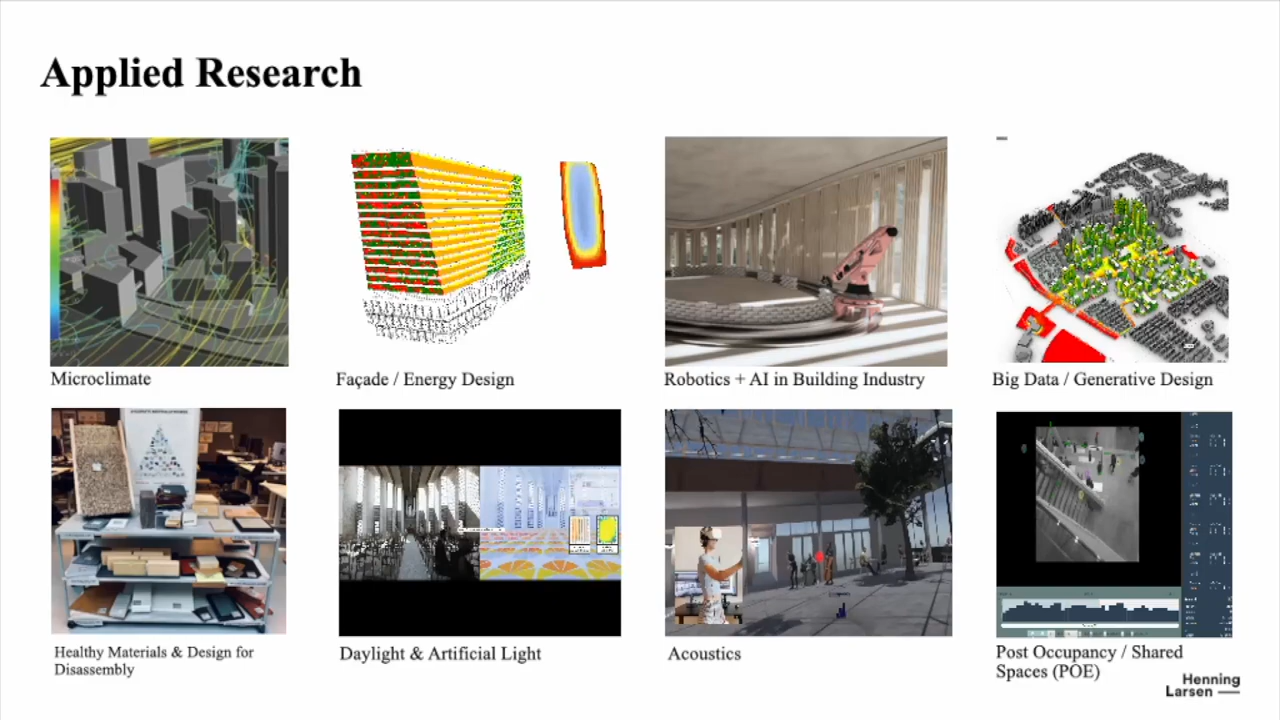 Applied Research
Microclimate
Façade / Energy Design
Robotics + AI in Building Industry
Big Data / Generative Design
Healthy Materials & Design for
Disassembly
Daylight & Artificial Light
Acoustics
Post Occupancy / Shared
Spaces (POE)
Henning
Larsen